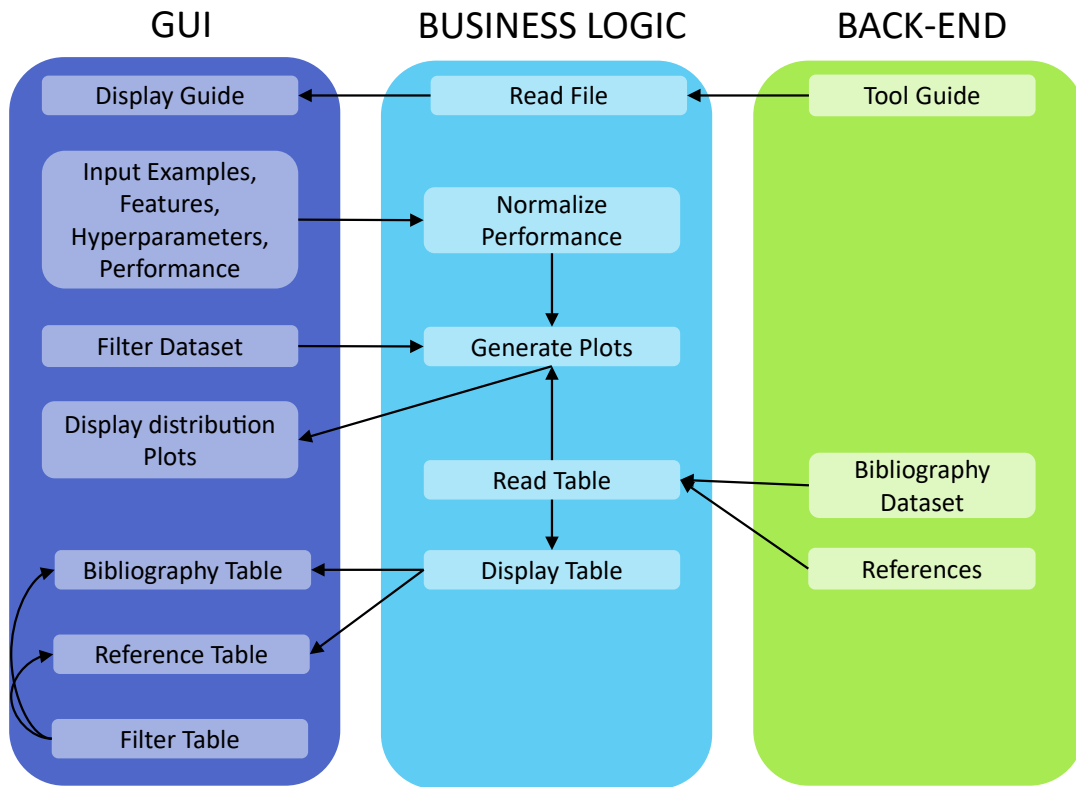 GUI
BUSINESS LOGIC
BACK-END
Display Guide
Read File
Tool Guide
Input Examples,
Features,
Hyperparameters,
Performance
Normalize
Performance
Filter Dataset
Generate Plots
Display distribution
Plots
Read Table
Bibliography
Dataset
Bibliography Table
Display Table
References
Reference Table
Filter Table